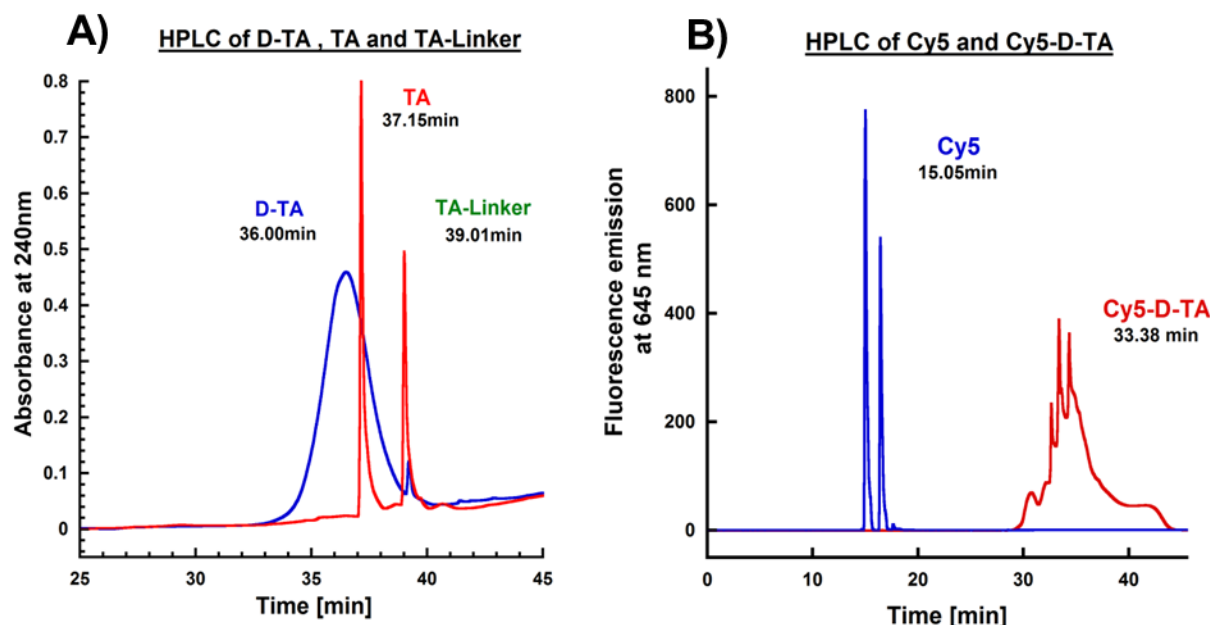 A)
HPLC of D-TA , TA and TA-Linker
Absorbance at 240nm
0.8
0.7
0.6
0.5
0.4
0.3
0.2
0.1
0
TA
37.15min
D-TA
36.00min
TA-Linker
39.01min
25
30
35
40
45
Time [min]
B)
HPLC of Cy5 and Cy5-D-TA
Fluorescence emission
at 645 nm
800
600
400
200
0
Cy5
15.05min
Cy5-D-TA
33.38 min
0
10
20
30
40
Time [min]